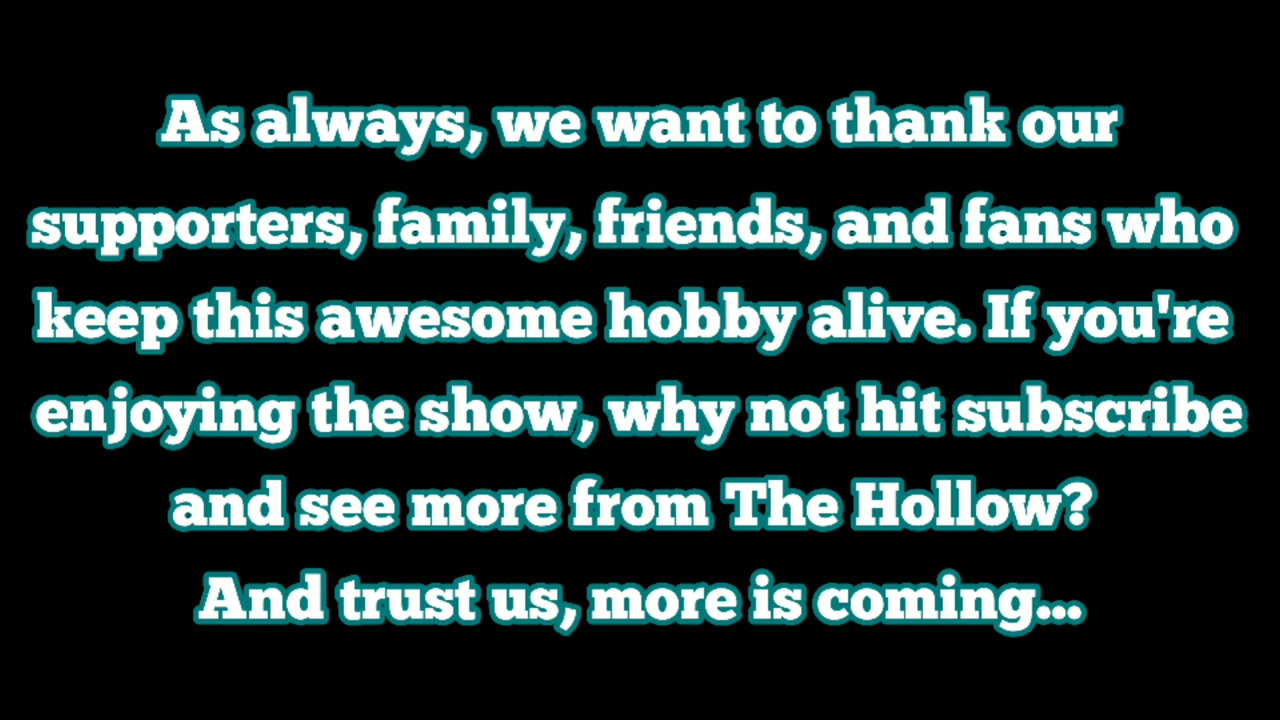 As always, we want to thank our
supporters, family, friends, and fans who
keep this awesome hobby alive. If you're
enjoying the show, why not hit subscribe
and see more from The Hollow?
And trust us, more is coming...